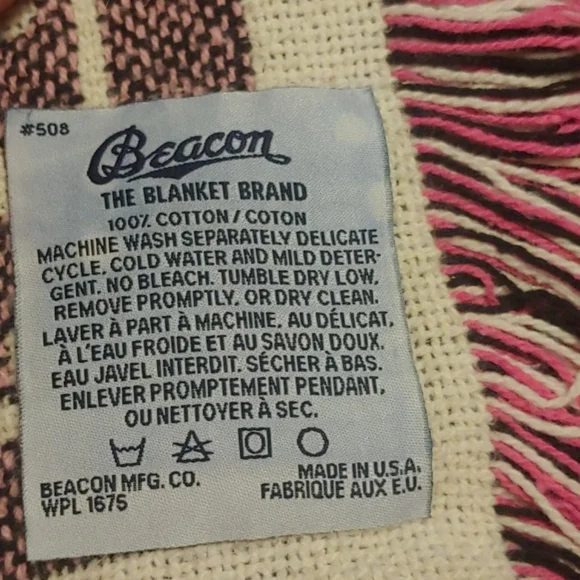 #508
Beacon
THE BLANKET BRAND
100% COTTON / COTON
MACHINE WASH SEPARATELY DELICATE
CYCLE. COLD WATER AND MILD DETER-
GENT. NO BLEACH. TUMBLE DRY LOW.
REMOVE PROMPTLY, OR DRY CLEAN.
LAVER À PART À MACHINE, AU DÉLICAT,
À L'EAU FROIDE ET AU SAVON DOUX.
EAU JAVEL INTERDIT. SÉCHER À BAS.
ENLEVER PROMPTEMENT PENDANT,
OU NETTOYER À SEC.
BEACON MFG. CO.
WPL 1675
MADE IN U.S.A.
FABRIQUE AUX E.U.